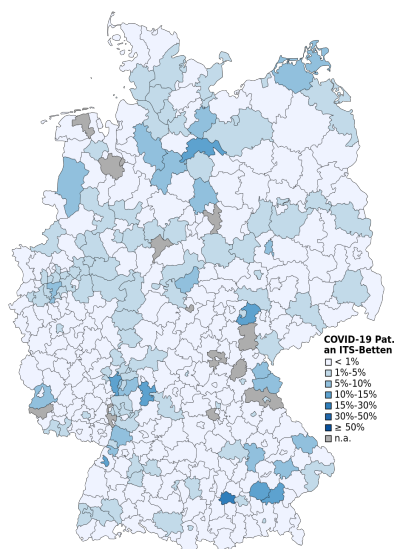 COVID-19 Pat.
an ITS-Betten
< 1%
1%-5%
5%-10%
10%-15%
15%-30%
30%-50%
≥ 50%
n.a.